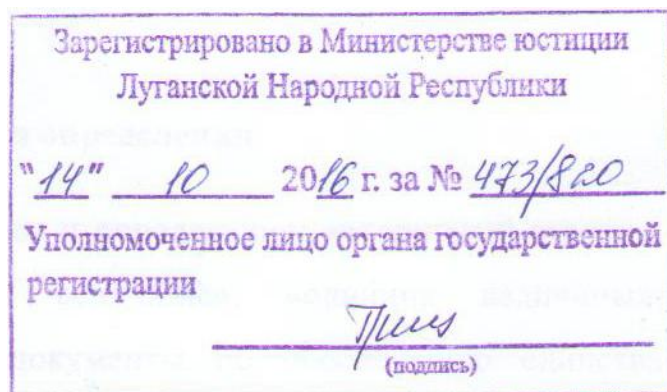 Зарегистрировано в Министерстве юстиции
Луганской Народной Республики
"14" 10 2016 г. за № 473/820
Уполномоченное лицо органа государственной
регистрации
(подпись)